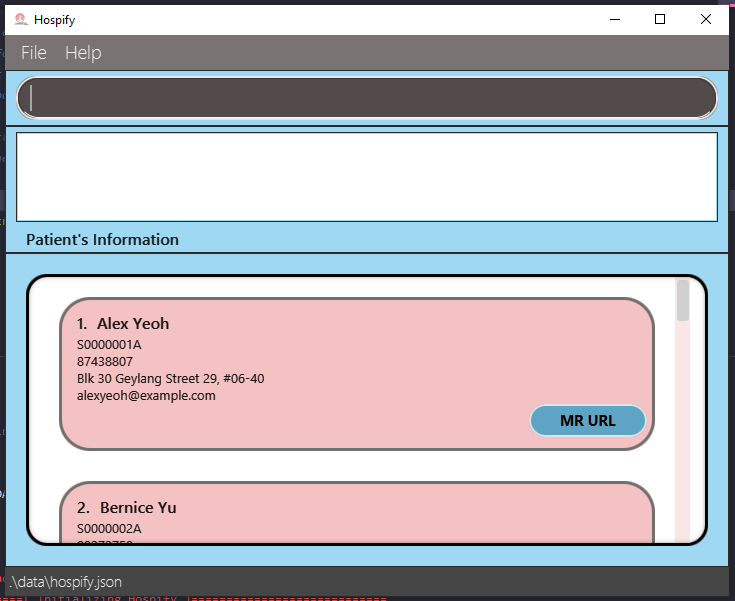 Hospify
File Help
Patient's Information
1. Alex Yeoh
S0000001A
87438807
Blk 30 Geylang Street 29, #06-40
alexyeoh@example.com
MR URL
2. Bernice Yu
S0000002A
.\data\hospify.json